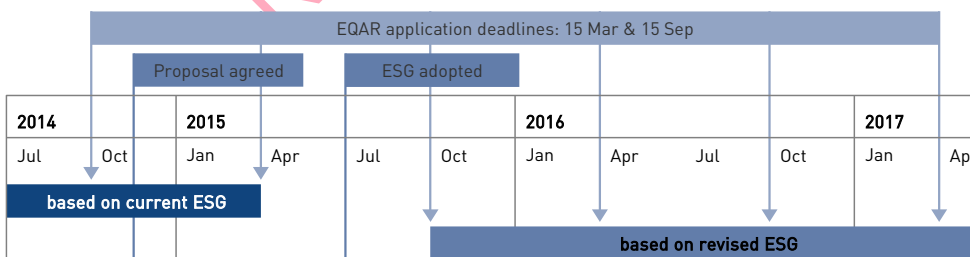 EQAR application deadlines: 15 Mar & 15 Sep
Proposal agreed ESG adopted
2014 2015 2016 2017
Jul Oct Jan Apr Jul Oct Jan Apr Jul Oct Jan Ap
based on current ESG
based on revised ESG